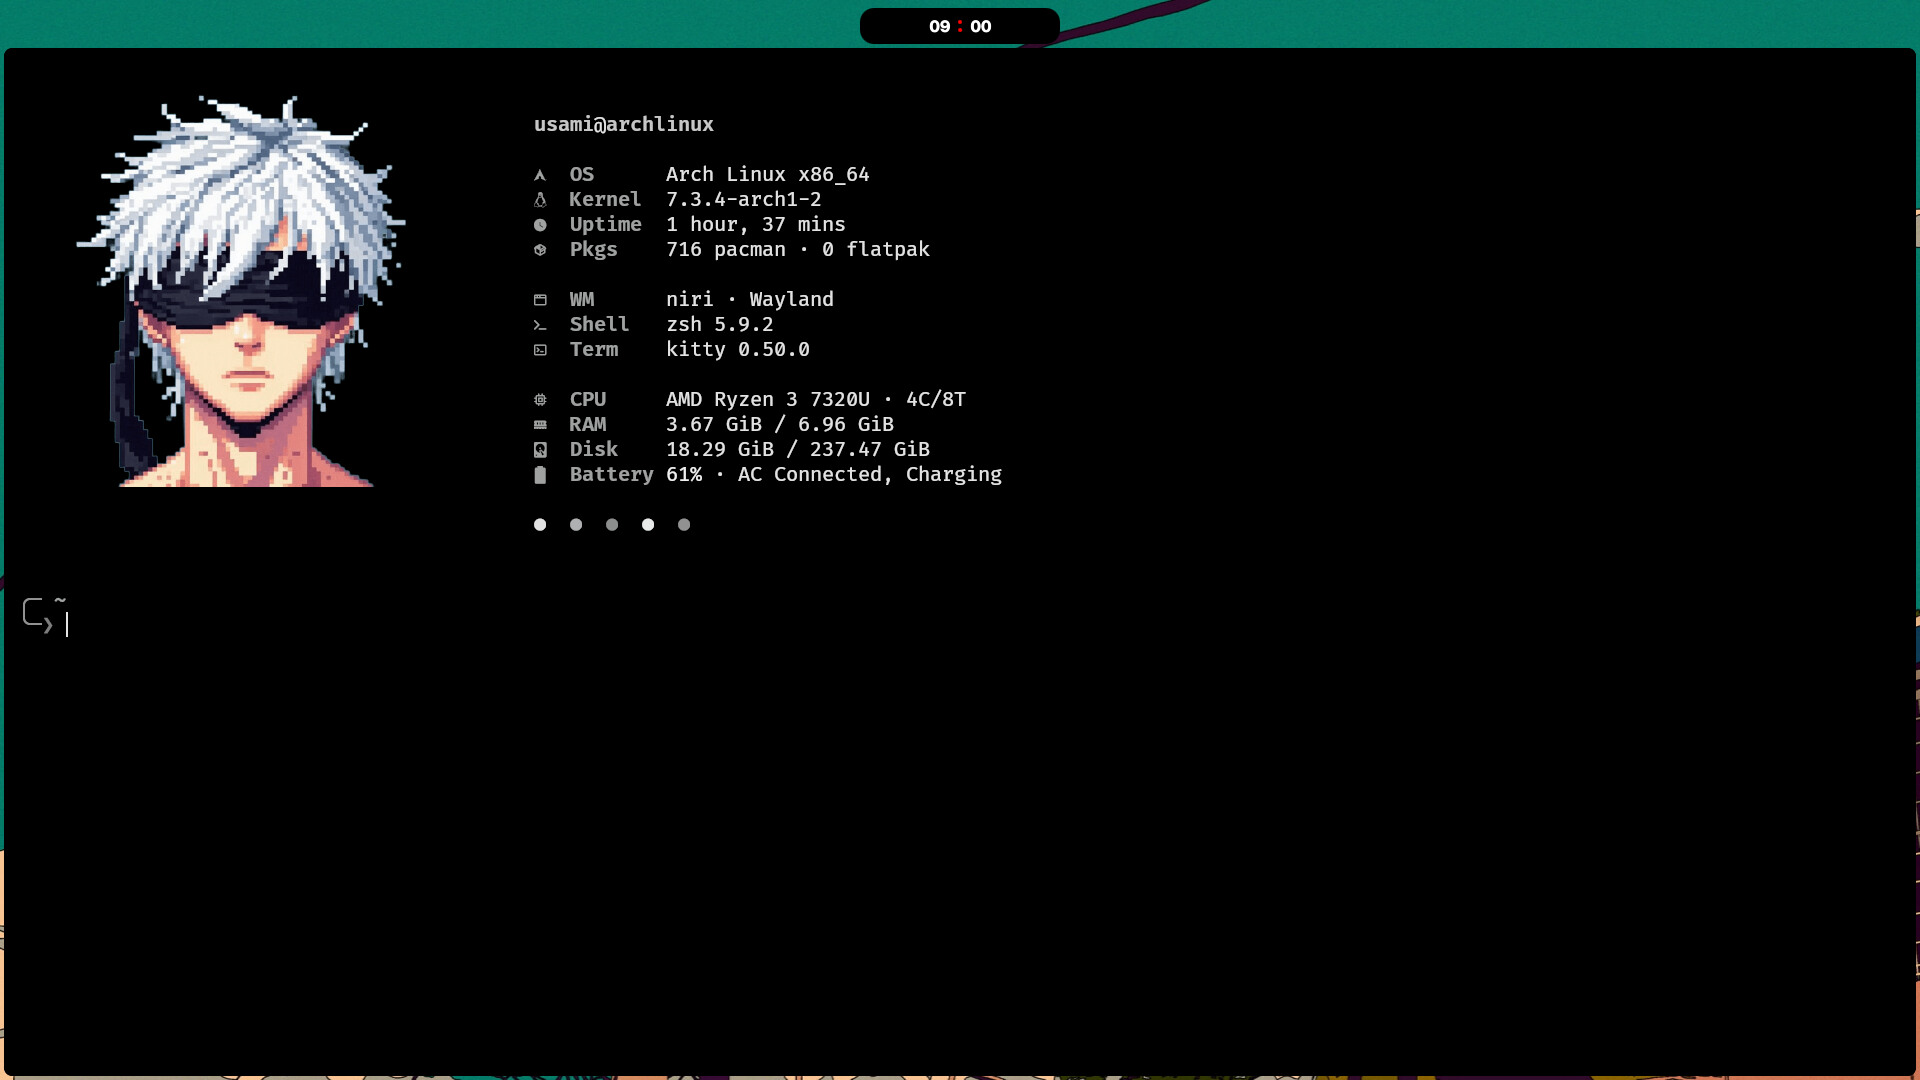 09:00
usami@archlinux
OS Arch Linux x86_64
Kernel 7.3.4-arch1-2
Uptime 1 hour, 37 mins
Pkgs 716 pacman · 0 flatpak
WM niri · Wayland
Shell zsh 5.9.2
Term kitty 0.50.0
CPU AMD Ryzen 3 7320U · 4C/8T
RAM 3.67 GiB / 6.96 GiB
Disk 18.29 GiB / 237.47 GiB
Battery 61% · AC Connected, Charging
~
❯